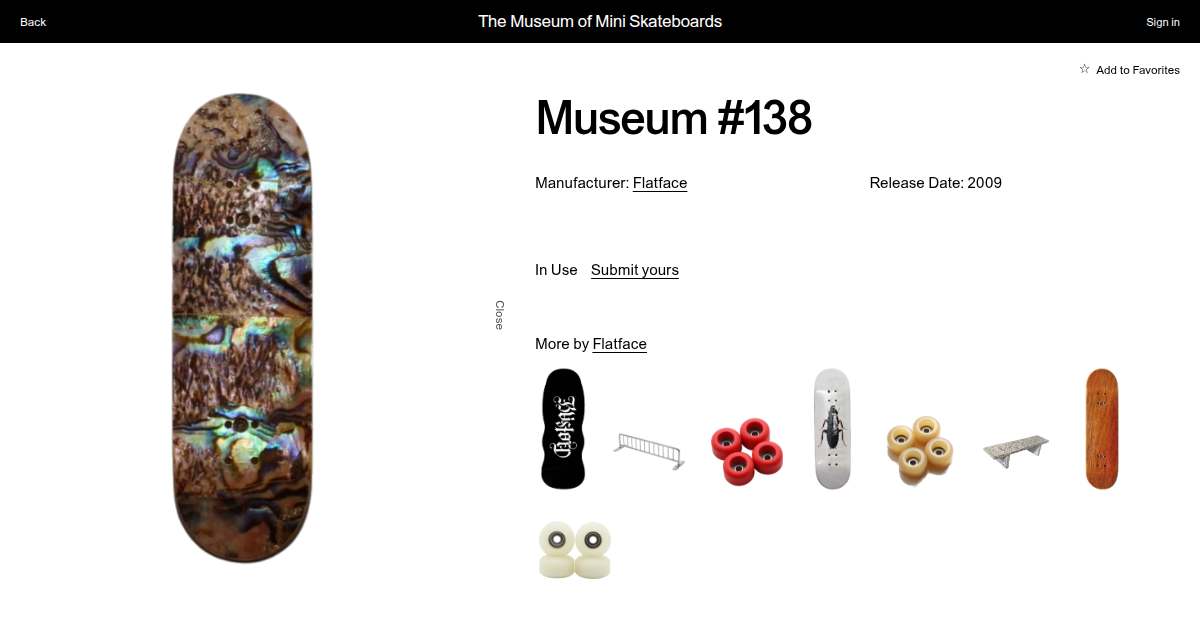 Back
The Museum of Mini Skateboards
Sign in
☆ Add to Favorites
Museum #138
Manufacturer: Flatface
Release Date: 2009
In Use Submit yours
Close
More by Flatface